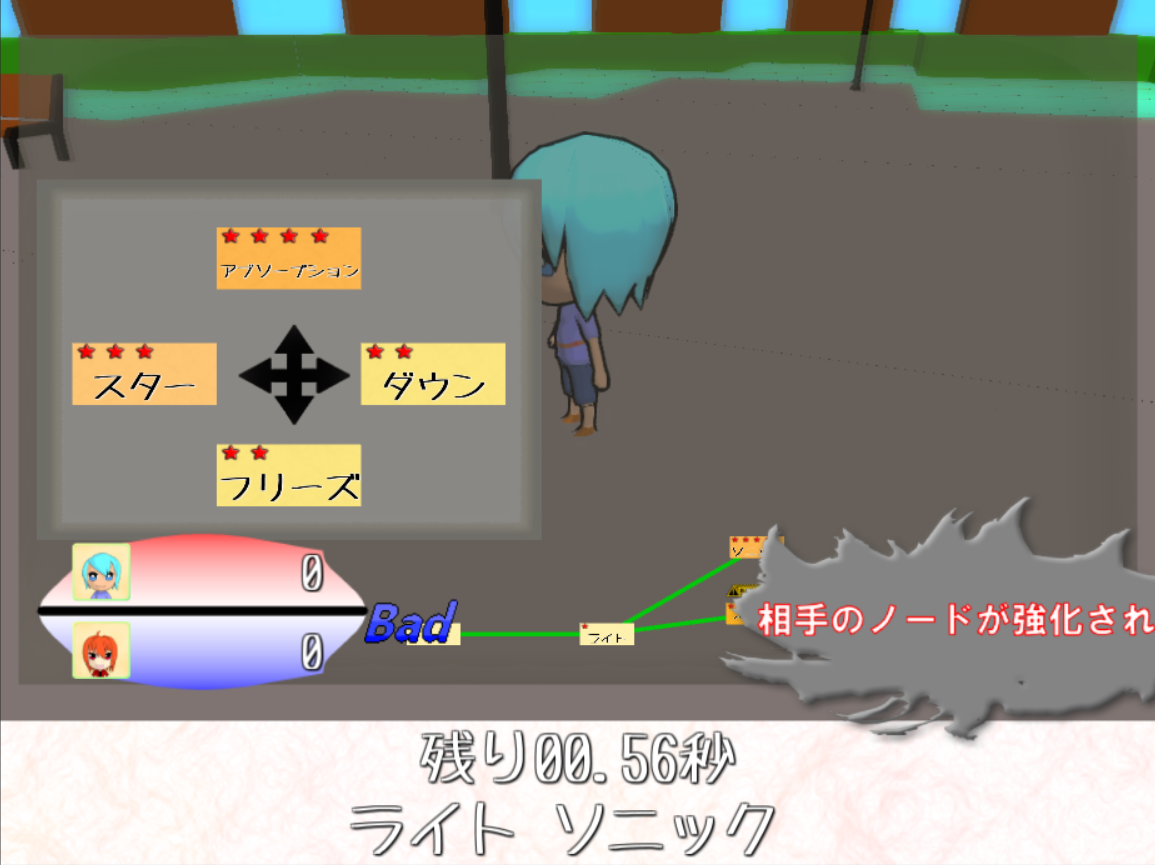 アブソープション
スター
ダウン
フリーズ
0
Bad
0
ライト
相手のノードが強化され
残り00.56秒
ライト ソニック